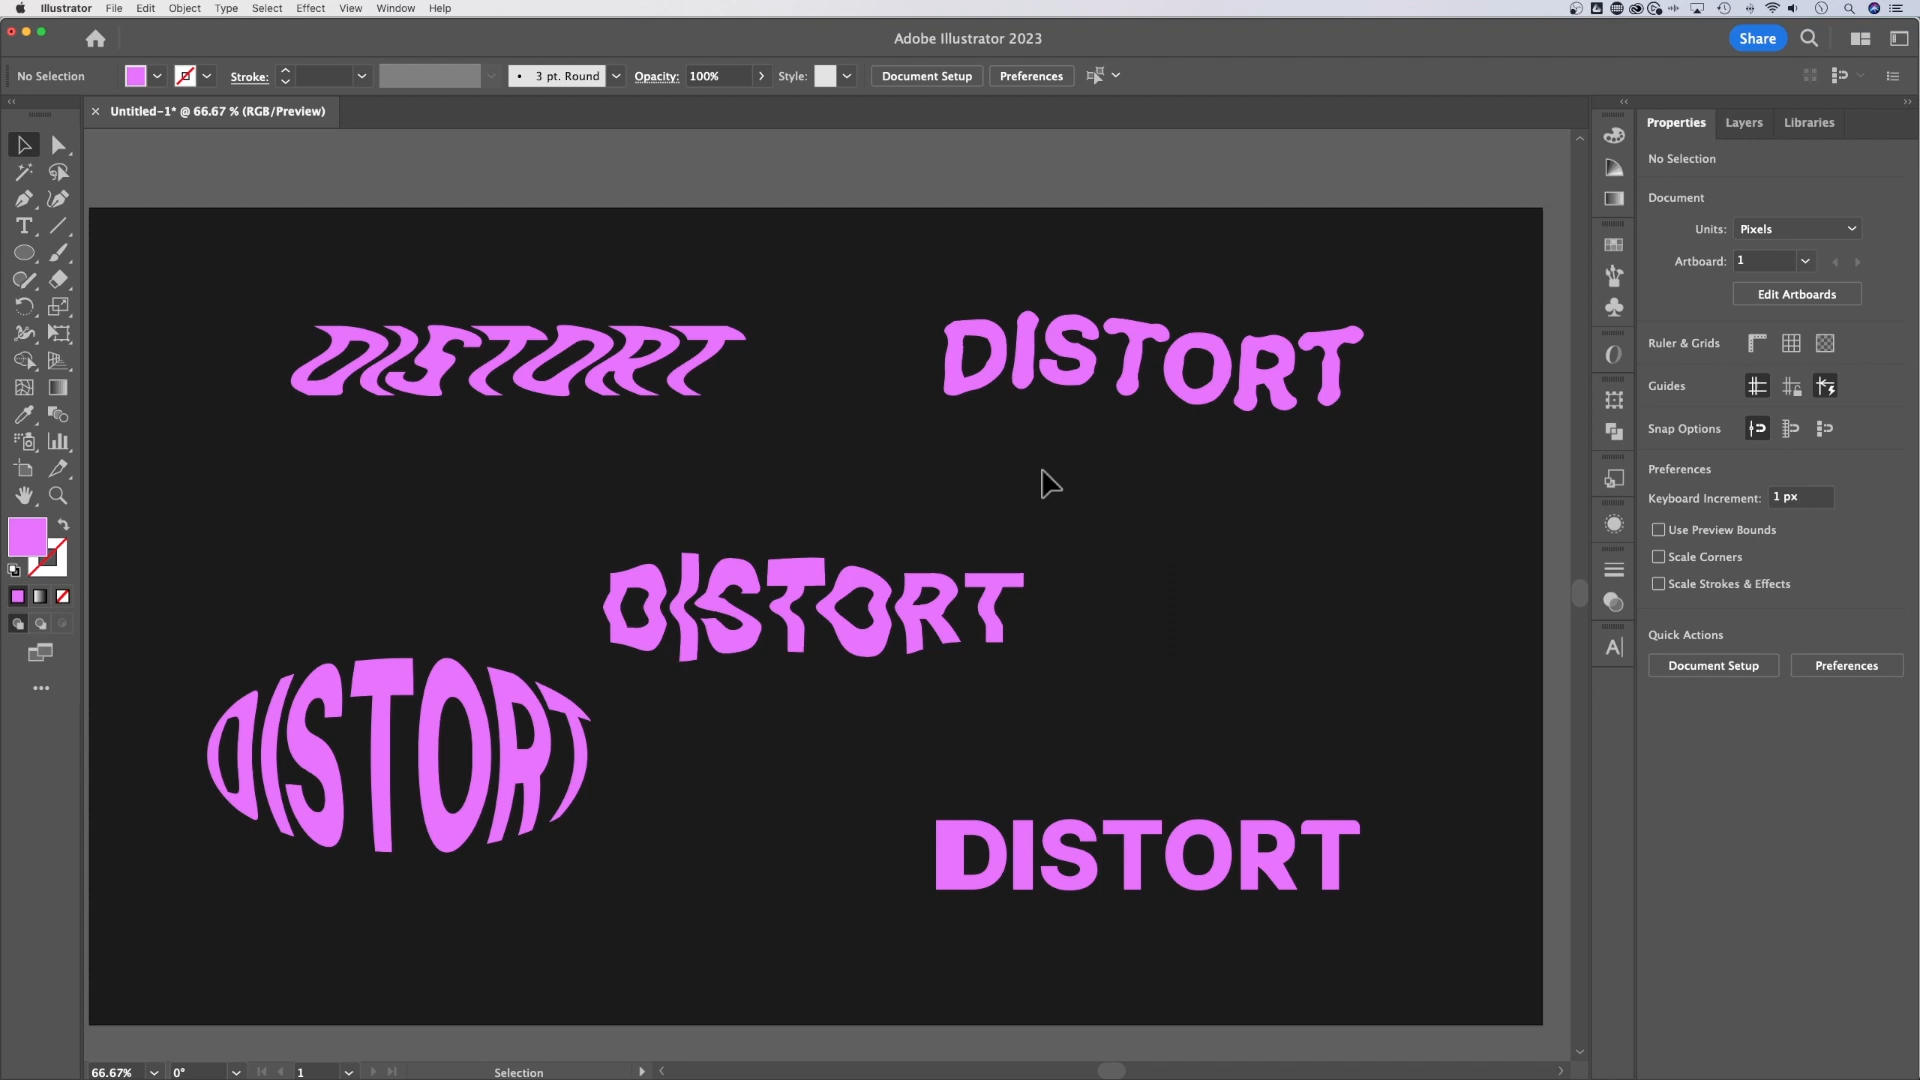 Illustrator File Edit Object Type Select Effect View Window Help
Adobe Illustrator 2023
Share
No Selection
Stroke:
3 pt. Round
Opacity: 100%
Style:
Document Setup
Preferences
Untitled-1* @ 66.67 % (RGB/Preview)
DISTORT
DISTORT
DISTORT
DISTORT
DISTORT
Properties Layers Libraries
No Selection
Document
Units: Pixels
Artboard: 1
Edit Artboards
Ruler & Grids
Guides
Snap Options
Preferences
Keyboard Increment: 1 px
Use Preview Bounds
Scale Corners
Scale Strokes & Effects
Quick Actions
Document Setup Preferences
66.67% 0° 1 Selection